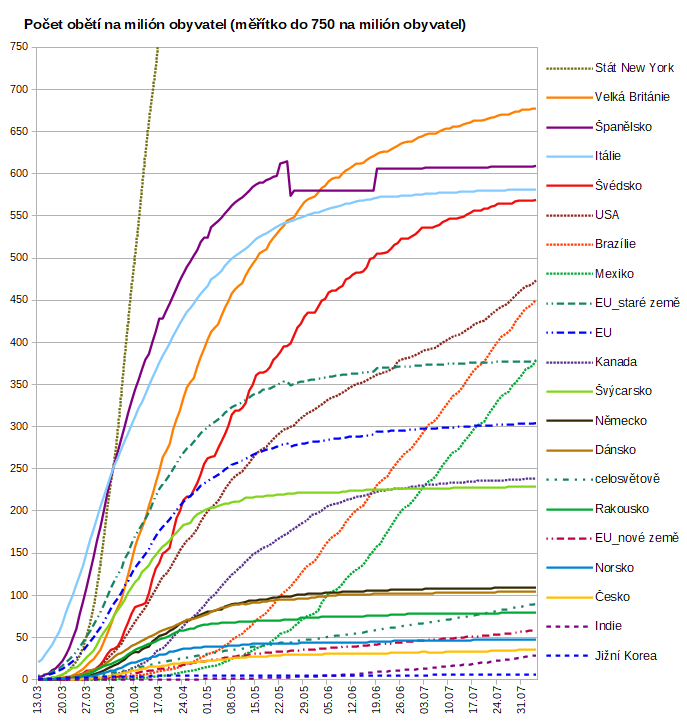 Počet obětí na milión obyvatel (měřítko do 750 na milión obyvatel)
750
700
650
600
550
500
450
400
350
300
250
200
150
100
50
0
13.03
20.03
27.03
03.04
10.04
17.04
24.04
01.05
08.05
15.05
22.05
29.05
05.06
12.06
19.06
26.06
03.07
10.07
17.07
24.07
31.07
Stát New York
Velká Británie
Španělsko
Itálie
Švédsko
USA
Brazílie
Mexiko
EU_staré země
EU
Kanada
Švýcarsko
Německo
Dánsko
celosvětově
Rakousko
EU_nové země
Norsko
Česko
Indie
Jižní Korea